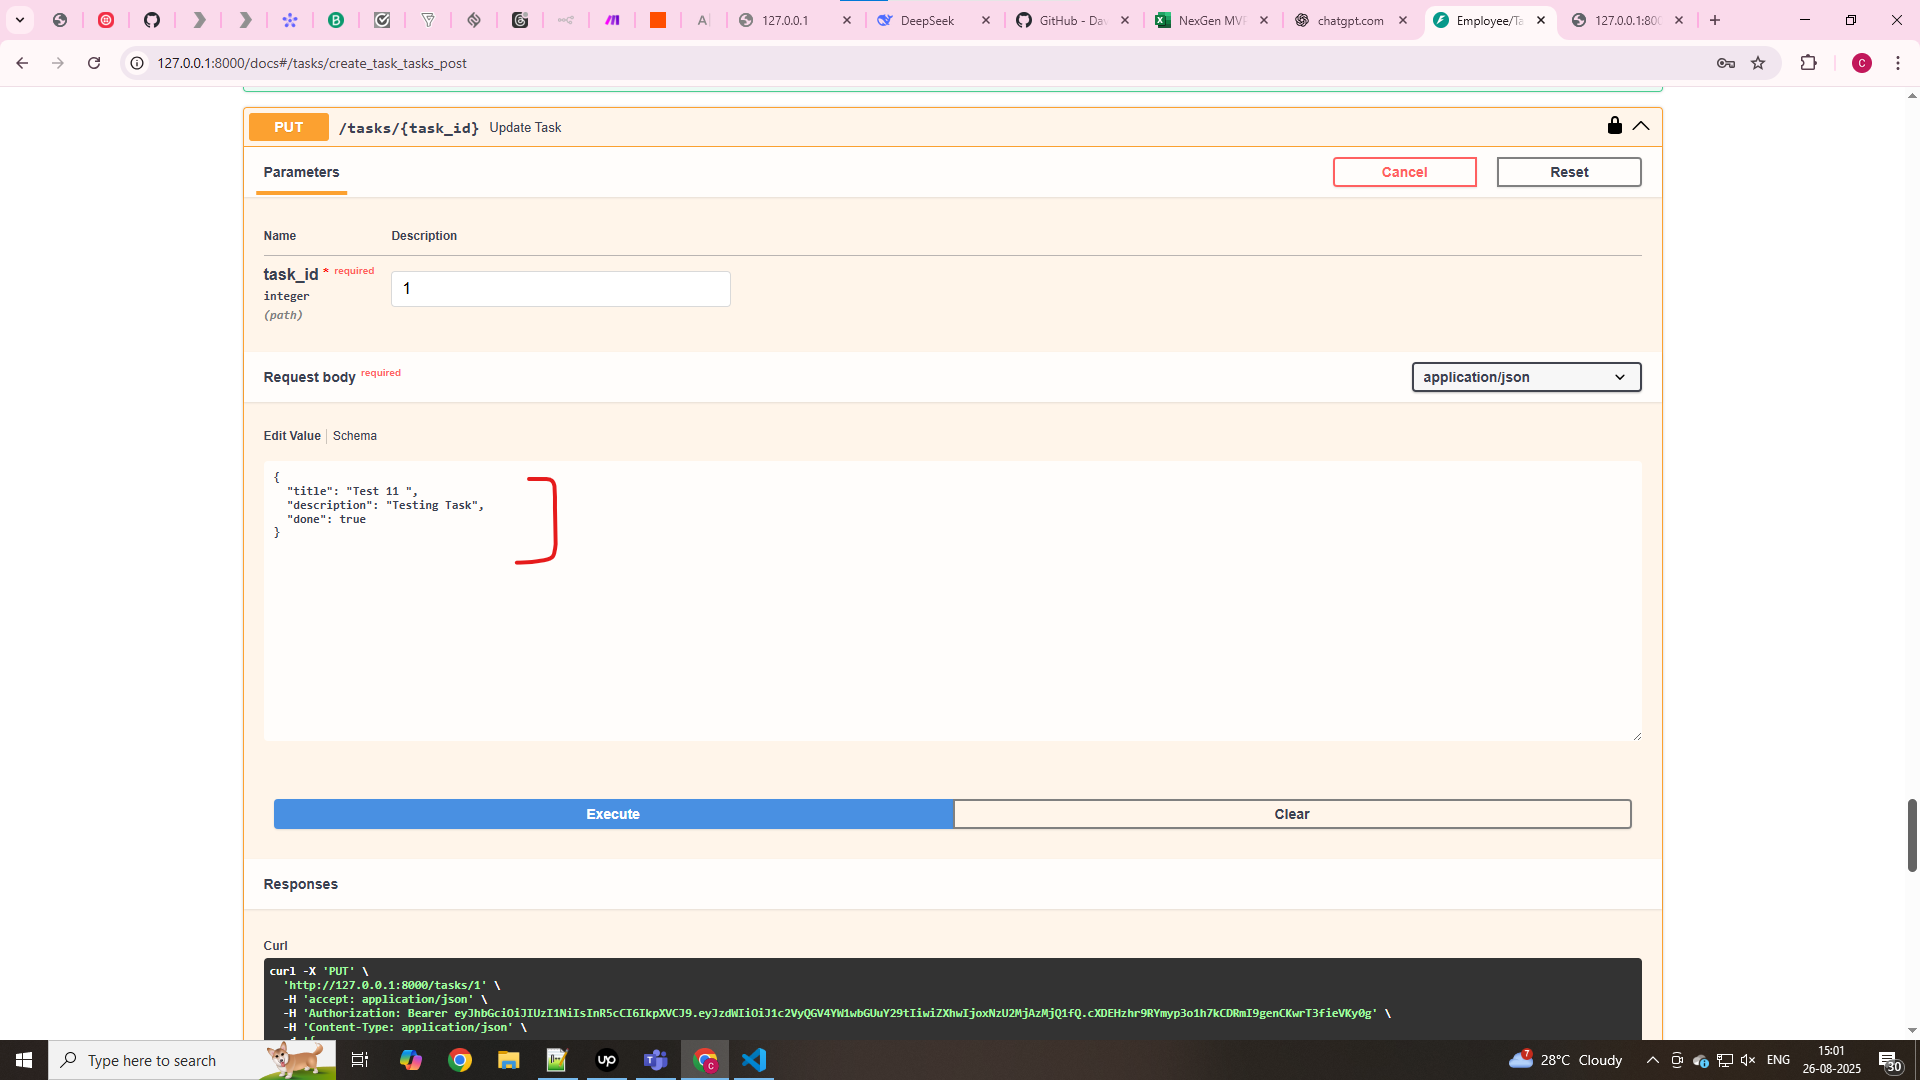 127.0.0.1
DeepSeek
GitHub - Dav
NexGen MVP
chatgpt.com
Employee/Ta
127.0.0.1:800
127.0.0.1:8000/docs#/tasks/create_task_tasks_post
C
PUT /tasks/{task_id} Update Task
Parameters
Cancel
Reset
Name Description
task_id * required
integer
(path)
1
Request body required
application/json
Edit Value Schema
{
"title": "Test 11 ",
"description": "Testing Task",
"done": true
}
Execute
Clear
Responses
Curl
curl -X 'PUT' \
'http://127.0.0.1:8000/tasks/1' \
-H 'accept: application/json' \
-H 'Authorization: Bearer eyJhbGciOiJIUzI1NiIsInR5cCI6IkpXVCJ9.eyJzdWIiOiJ1c2VyQGV4YW1wbGUuY29tIiwiZXhwIjoxNzU2MjAzMjQ1fQ.cXDEHzhr9RYmyp3o1h7kCDRmI9genCKwrT3fieVKy0g' \
-H 'Content-Type: application/json' \
Type here to search
up
7
28°C Cloudy
ENG
15:01
26-08-2025
30